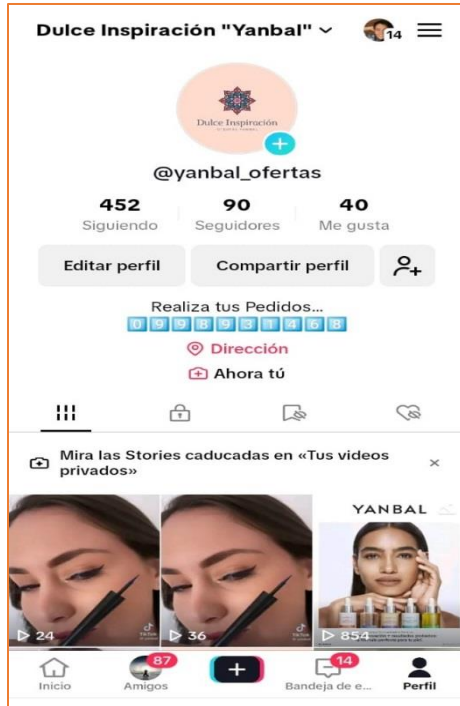 Dulce Inspiración "Yanbal"
14
Dulce Inspiración
@yanbal_ofertas
452 90 40
Siguiendo Seguidores Me gusta
Editar perfil Compartir perfil
Realiza tus Pedidos...
0998931468
Dirección
Ahora tú
Mira las Stories caducadas en «Tus videos
privados»
YANBAL
TikTok
TikTok
24 36 854
87 14
Inicio Amigos Bandeja de e... Perfil